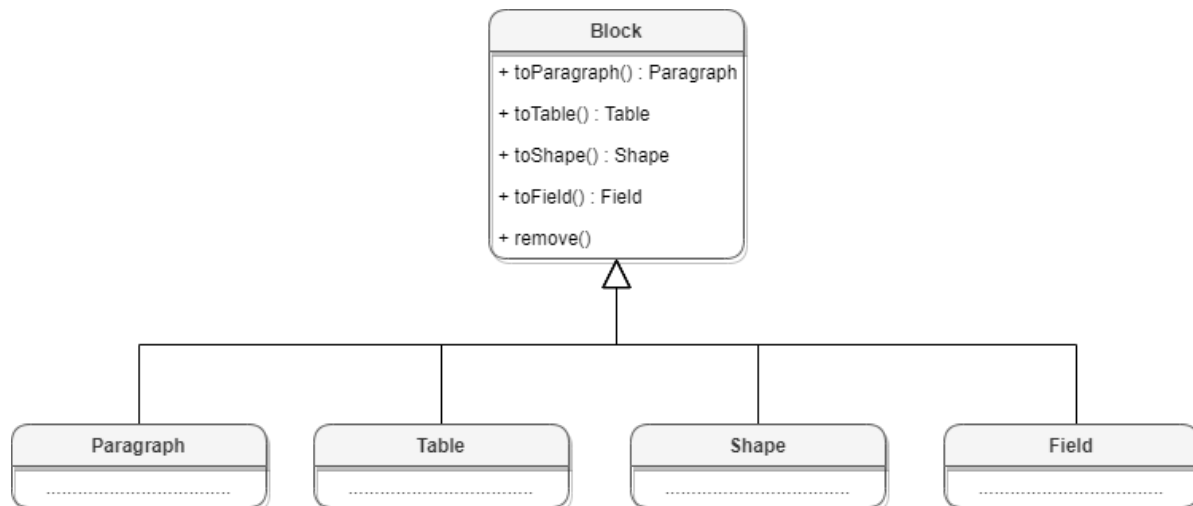 Block
+ toParagraph() : Paragraph
+ toTable() : Table
+ toShape() : Shape
+ toField() : Field
+ remove()
Paragraph
Table
Shape
Field